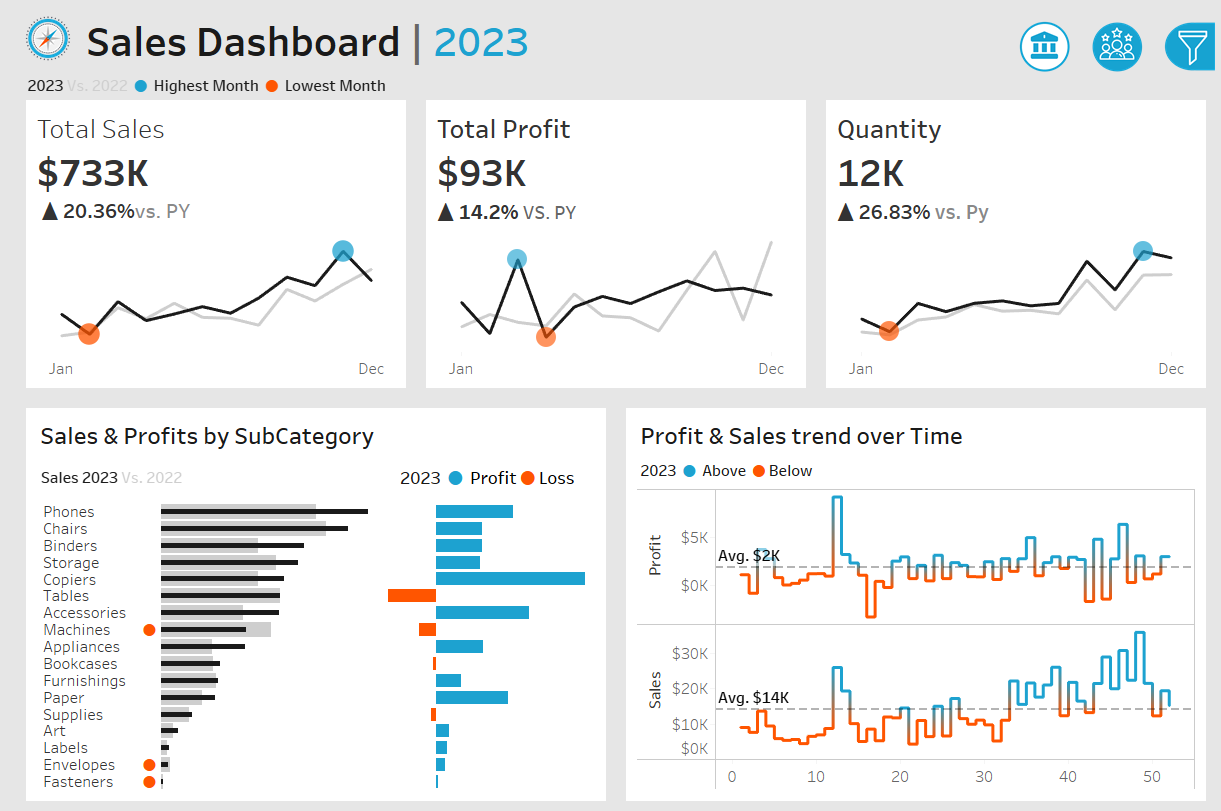 Sales Dashboard | 2023
2023 Vs. 2022 Highest Month Lowest Month
Total Sales
$733K
▲ 20.36%vs. PY
Jan Dec
Total Profit
$93K
▲ 14.2% VS. PY
Jan Dec
Quantity
12K
▲ 26.83% vs. Py
Jan Dec
Sales & Profits by SubCategory
Sales 2023 Vs. 2022
2023 Profit Loss
Phones
Chairs
Binders
Storage
Copiers
Tables
Accessories
Machines
Appliances
Bookcases
Furnishings
Paper
Supplies
Art
Labels
Envelopes
Fasteners
Profit & Sales trend over Time
2023 Above Below
Profit
$5K
Avg. $2K
$0K
Sales
$30K
$20K
Avg. $14K
$10K
$0K
0 10 20 30 40 50